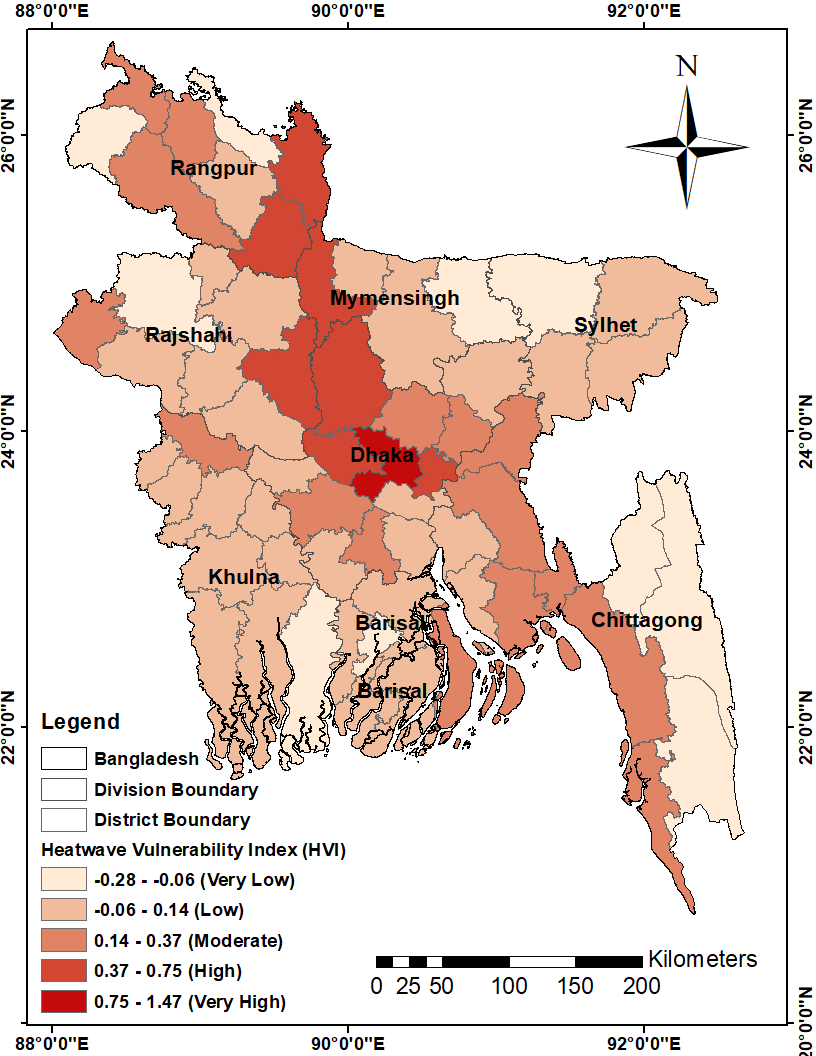 88°0'0"E 90°0'0"E 92°0'0"E
N
26°0'0"N 26°0'0"N
Rangpur
Mymensingh
Sylhet
Rajshahi
24°0'0"N 24°0'0"N
Dhaka
Khulna
Barisal
Chittagong
Barisal
22°0'0"N 22°0'0"N
Legend
Bangladesh
Division Boundary
District Boundary
Heatwave Vulnerability Index (HVI)
-0.28 - -0.06 (Very Low)
-0.06 - 0.14 (Low)
0.14 - 0.37 (Moderate)
0.37 - 0.75 (High)
0.75 - 1.47 (Very High)
Kilometers
0 25 50 100 150 200
20°0'0"N
88°0'0"E 90°0'0"E 92°0'0"E